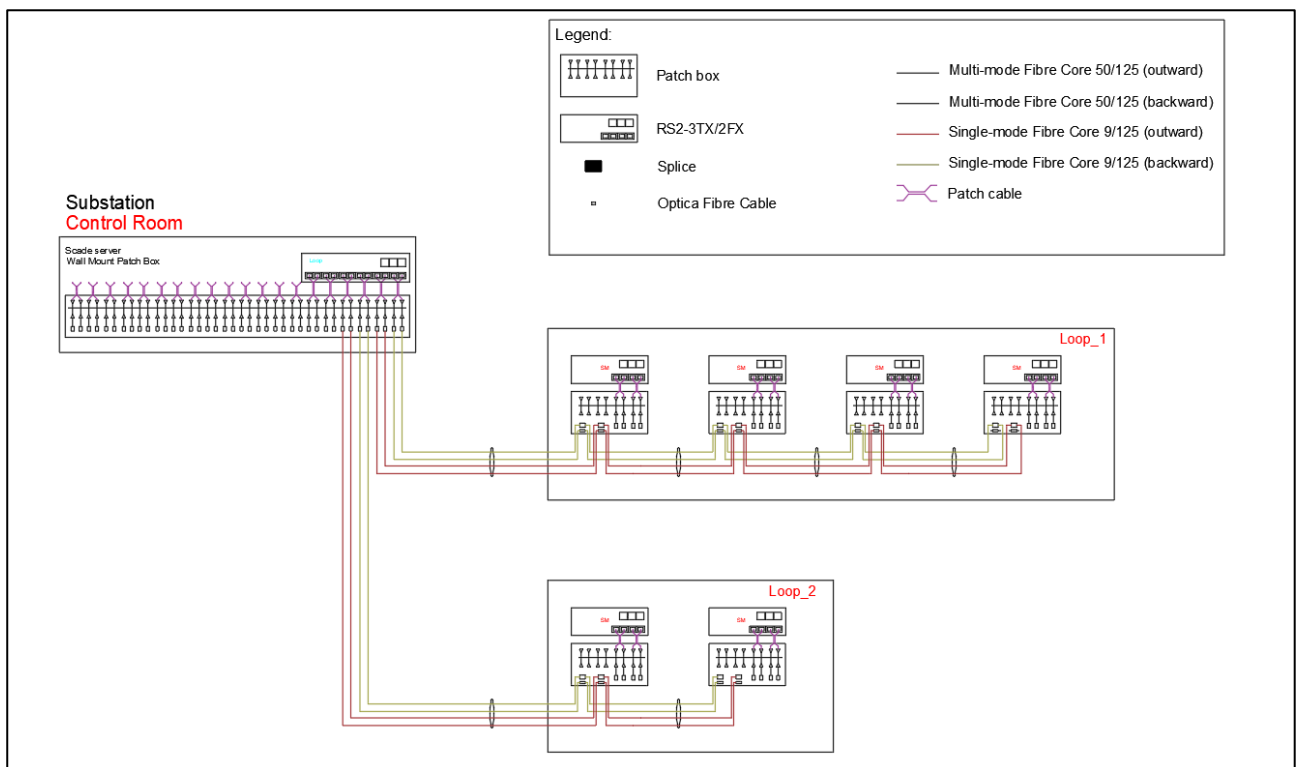 Legend:
Patch box
RS2-3TX/2FX
Splice
Optica Fibre Cable
Multi-mode Fibre Core 50/125 (outward)
Multi-mode Fibre Core 50/125 (backward)
Single-mode Fibre Core 9/125 (outward)
Single-mode Fibre Core 9/125 (backward)
Patch cable
Substation
Control Room
Scade server
Wall Mount Patch Box
Loop_1
SM
SM
SM
SM
Loop_2
SM
SM